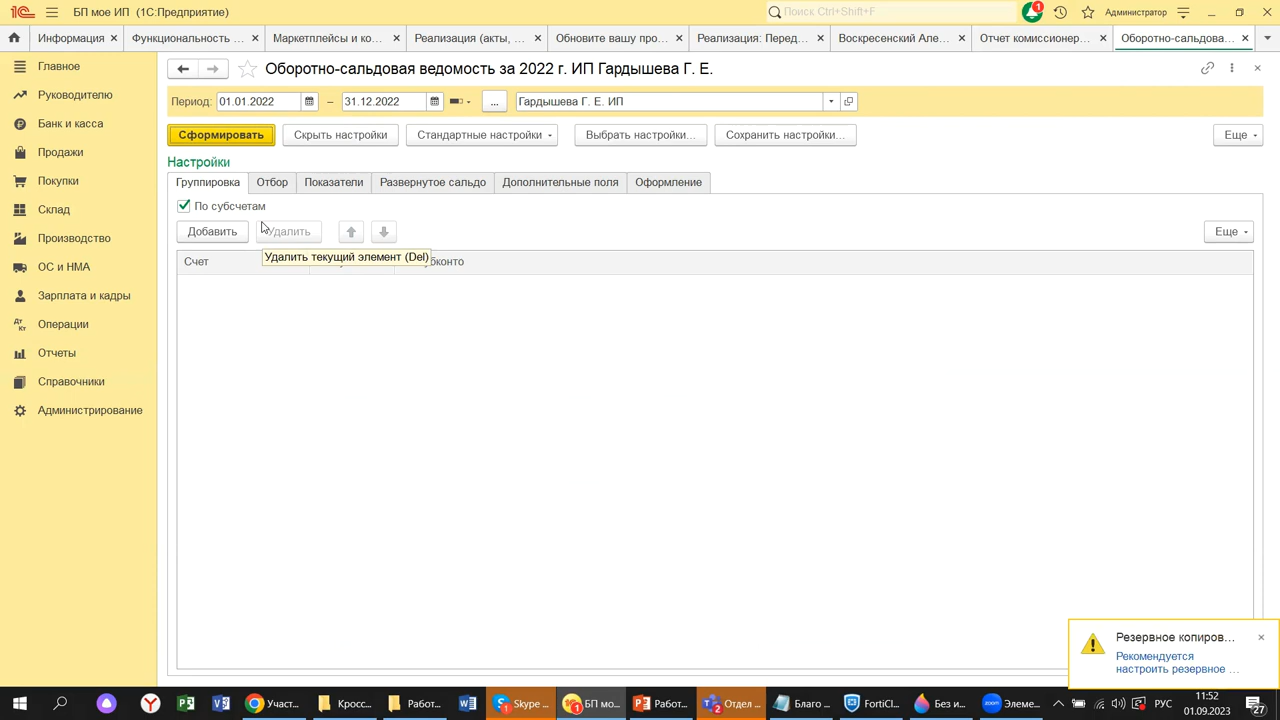 БП мое ИП (1С:Предприятие)
Поиск Ctrl+Shift+F
1
Администратор
Информация ×
Функциональность ... ×
Маркетплейсы и ко... ×
Реализация (акты, ... ×
Обновите вашу про... ×
Реализация: Перед... ×
Воскресенский Але... ×
Отчет комиссионер... ×
Оборотно-сальдова... ×
Главное
Руководителю
Банк и касса
Продажи
Покупки
Склад
Производство
ОС и НМА
Зарплата и кадры
Операции
Отчеты
Справочники
Администрирование
Оборотно-сальдовая ведомость за 2022 г. ИП Гардышева Г. Е.
Период: 01.01.2022 – 31.12.2022 ... Гардышева Г. Е. ИП
Сформировать
Скрыть настройки
Стандартные настройки
Выбрать настройки...
Сохранить настройки...
Еще
Настройки
Группировка
Отбор
Показатели
Развернутое сальдо
Дополнительные поля
Оформление
По субсчетам
Добавить
Удалить
Еще
Удалить текущий элемент (Del)
Счет
Резервное копиров...
Рекомендуется
настроить резервное ...
Участ...
Кросс...
Работ...
Skype ...
БП мо...
Работ...
Отдел ...
Благо ...
FortiCl...
Без и...
Элеме...
РУС
11:52
01.09.2023
27